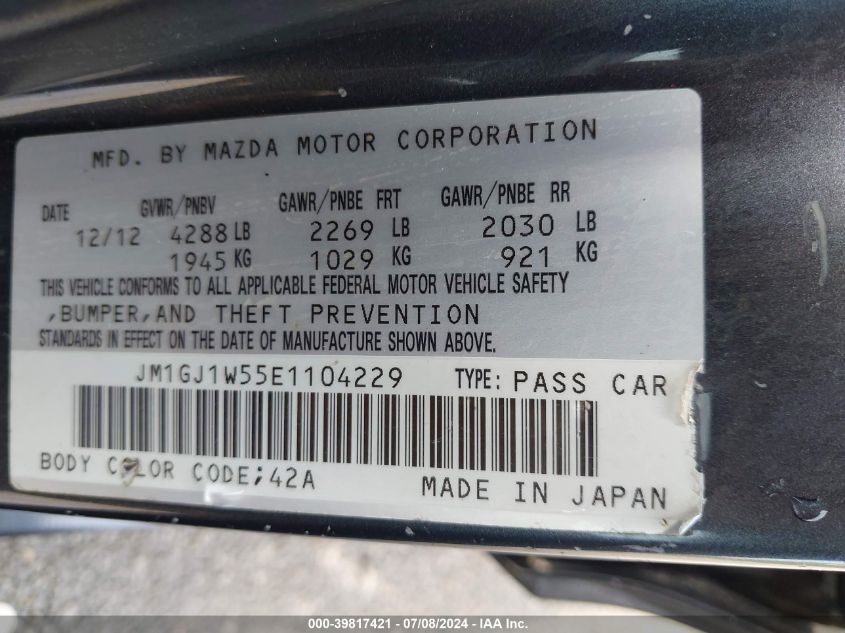 MFD. BY MAZDA MOTOR CORPORATION
DATE GVWR/PNBV GAWR/PNBE FRT GAWR/PNBE RR
12/12 4288 LB 2269 LB 2030 LB
1945 KG 1029 KG 921 KG
THIS VEHICLE CONFORMS TO ALL APPLICABLE FEDERAL MOTOR VEHICLE SAFETY
,BUMPER,AND THEFT PREVENTION
STANDARDS IN EFFECT ON THE DATE OF MANUFACTURE SHOWN ABOVE.
JM1GJ1W55E1104229 TYPE: PASS CAR
BODY COLOR CODE;42A
MADE IN JAPAN
000-39817421 / 07/08/2024 - IAA Inc.